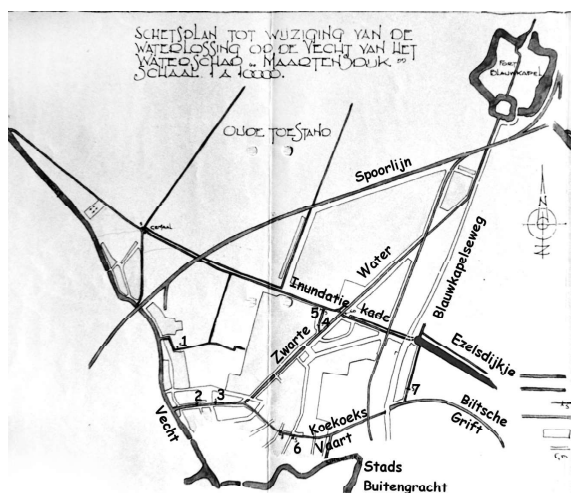 SCHETSPLAN TOT WIJZIGING VAN DE
WATERLOSSING OP DE VECHT VAN HET
WATERSCHAP "MAARTENSDIJK"
SCHAAL 1 A 10000.
FORT
BLAUWKAPEL
OUDE TOESTAND
Spoorlijn
GEMAAL
Water
Blauwkapelseweg
Inundatie kade
5
4
Zwarte
Ezelsdijkje
1
2
3
7
Vecht
Koekoeks
Vaart
6
Biltsche
Grift
Stads
Buitengracht